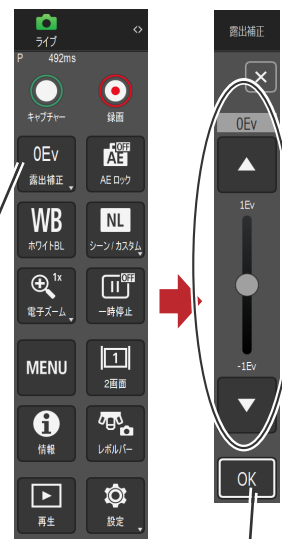 ライブ
P 492ms
キャプチャー
録画
0Ev
露出補正
AE OFF
AE ロック
WB
ホワイトBL
NL
シーン/カスタム
1x
電子ズーム
OFF
一時停止
MENU
1
2画面
i
情報
レボルバー
再生
設定
露出補正
0Ev
1Ev
-1Ev
OK